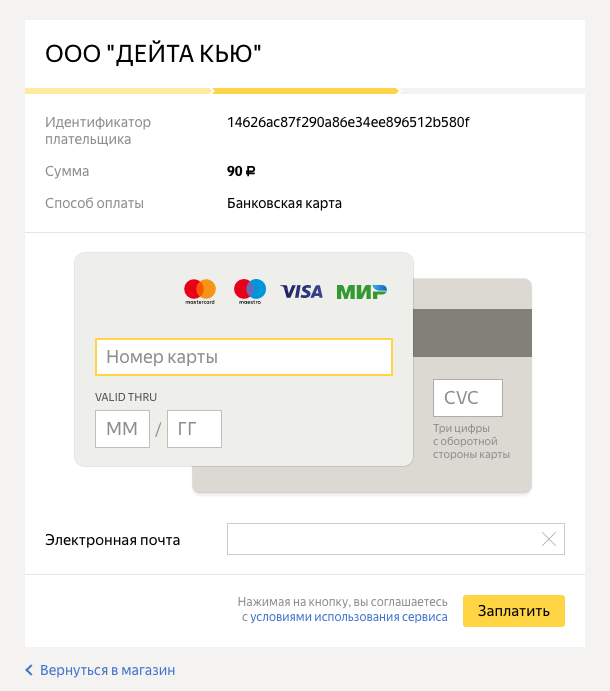 ООО "ДЕЙТА КЬЮ"
Идентификатор плательщика
14626ac87f290a86e34ee896512b580f
Сумма
90 ₽
Способ оплаты
Банковская карта
mastercard
maestro
VISA
МИР
Номер карты
VALID THRU
ММ / ГГ
CVC
Три цифры
с оборотной
стороны карты
Электронная почта
Нажимая на кнопку, вы соглашаетесь
с условиями использования сервиса
Заплатить
Вернуться в магазин